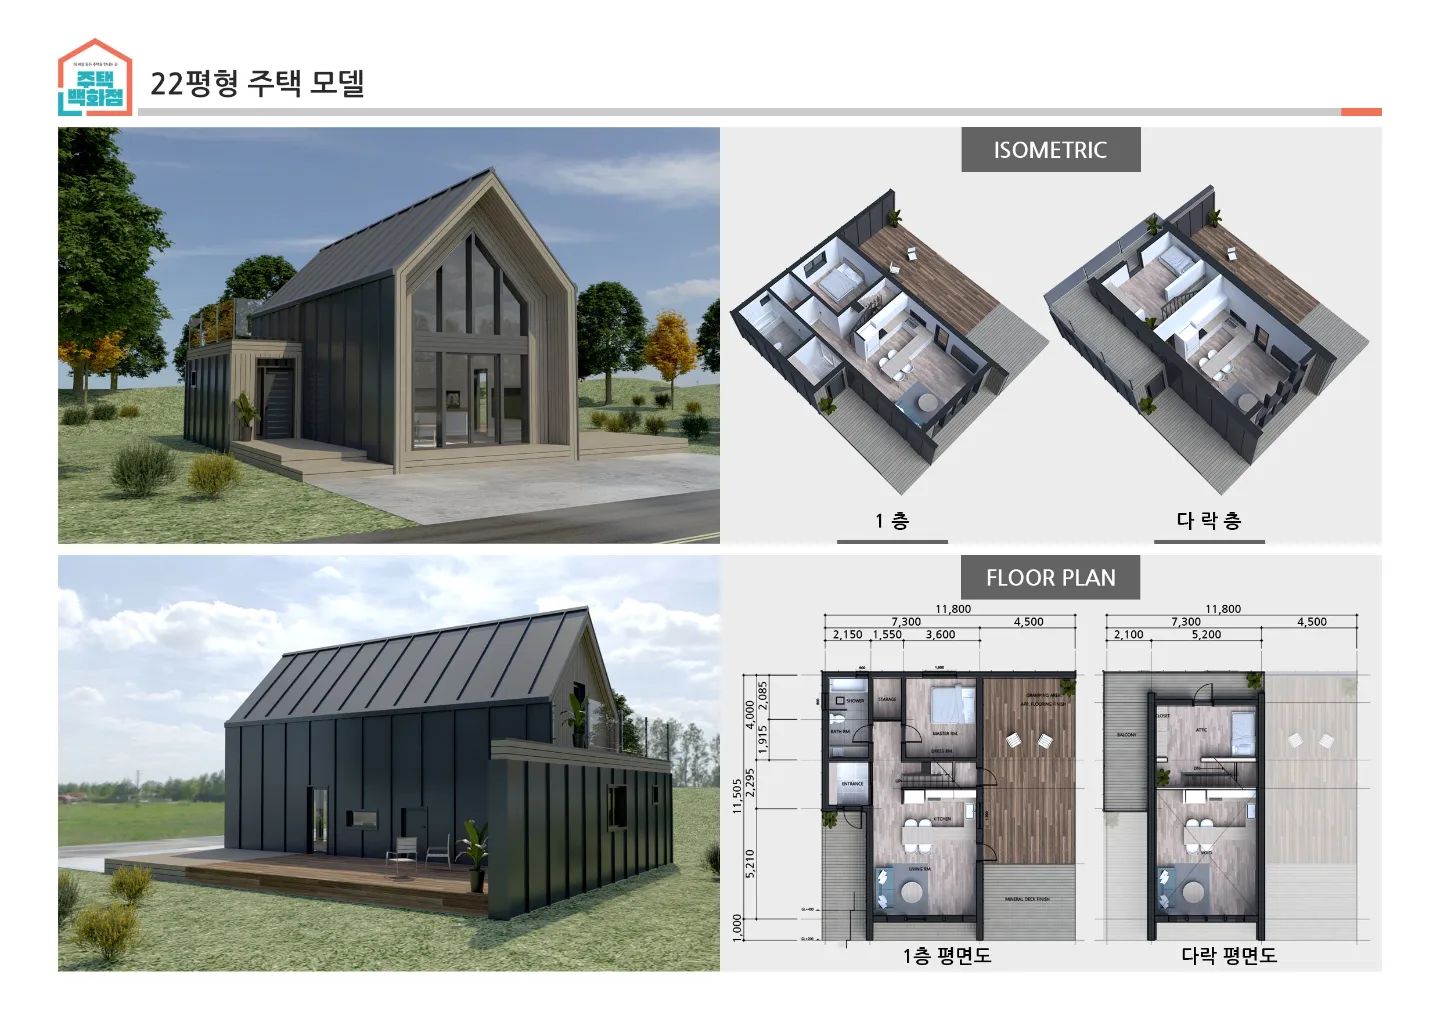 주택
백화점
22평형 주택 모델
ISOMETRIC
1 층
다 락 층
FLOOR PLAN
11,800
7,300
4,500
2,150
1,550
3,600
11,505
4,000
2,085
1,915
2,295
5,210
1,000
SHOWER
STORAGE
BATH RM.
MASTER RM.
DRESS RM.
ENTRANCE
KITCHEN
LIVING RM.
MINERAL DECK FINISH
1층 평면도
11,800
7,300
4,500
2,100
5,200
CLOSET
ATTIC
BALCONY
VOID
다락 평면도